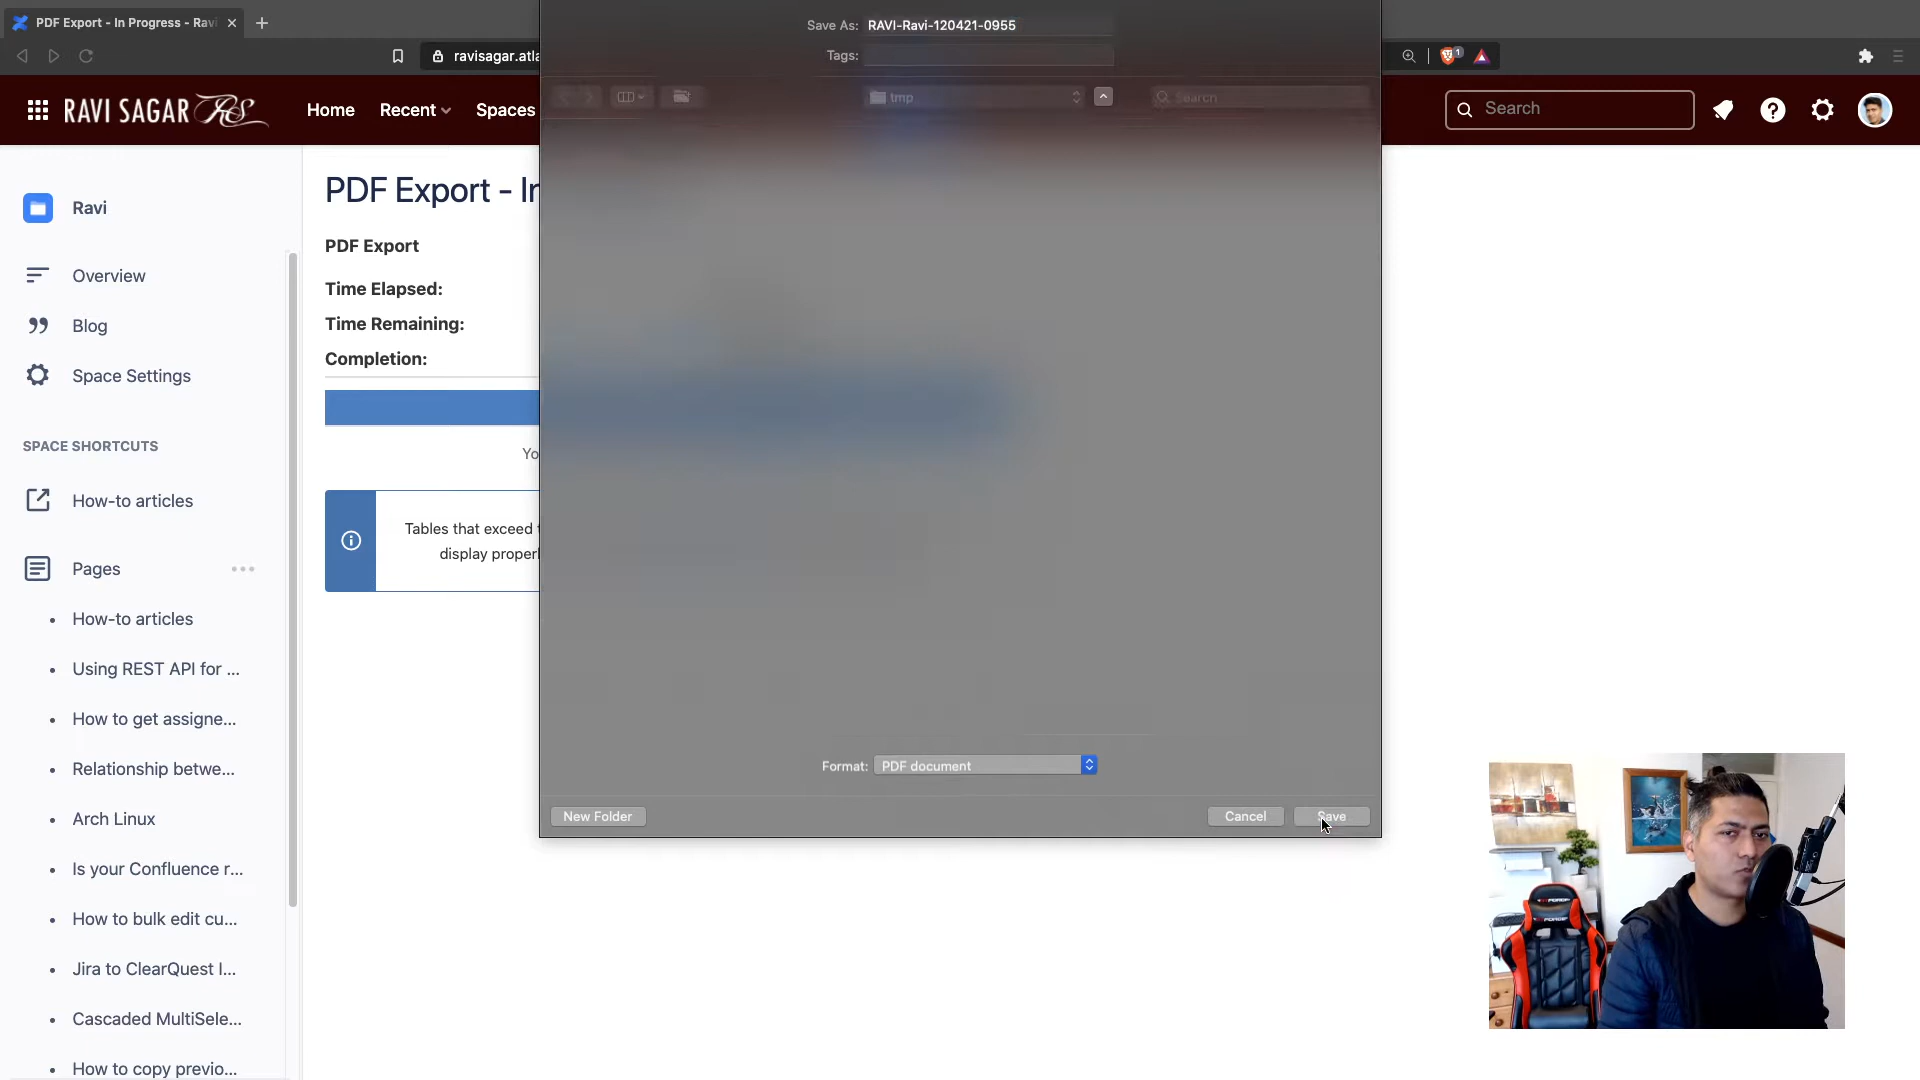 PDF Export - In Progress - Ravi
ravisagar.atla
1
Save As: RAVI-Ravi-120421-0955
Tags:
tmp
Search
RAVI SAGAR RS
Home
Recent
Spaces
Search
Ravi
Overview
Blog
Space Settings
SPACE SHORTCUTS
How-to articles
Pages
How-to articles
Using REST API for ...
How to get assigne...
Relationship betwe...
Arch Linux
Is your Confluence r...
How to bulk edit cu...
Jira to ClearQuest I...
Cascaded MultiSele...
How to copy previo...
PDF Export - In
PDF Export
Time Elapsed:
Time Remaining:
Completion:
Yo
Tables that exceed t
display properl
Format: PDF document
New Folder
Cancel
Save